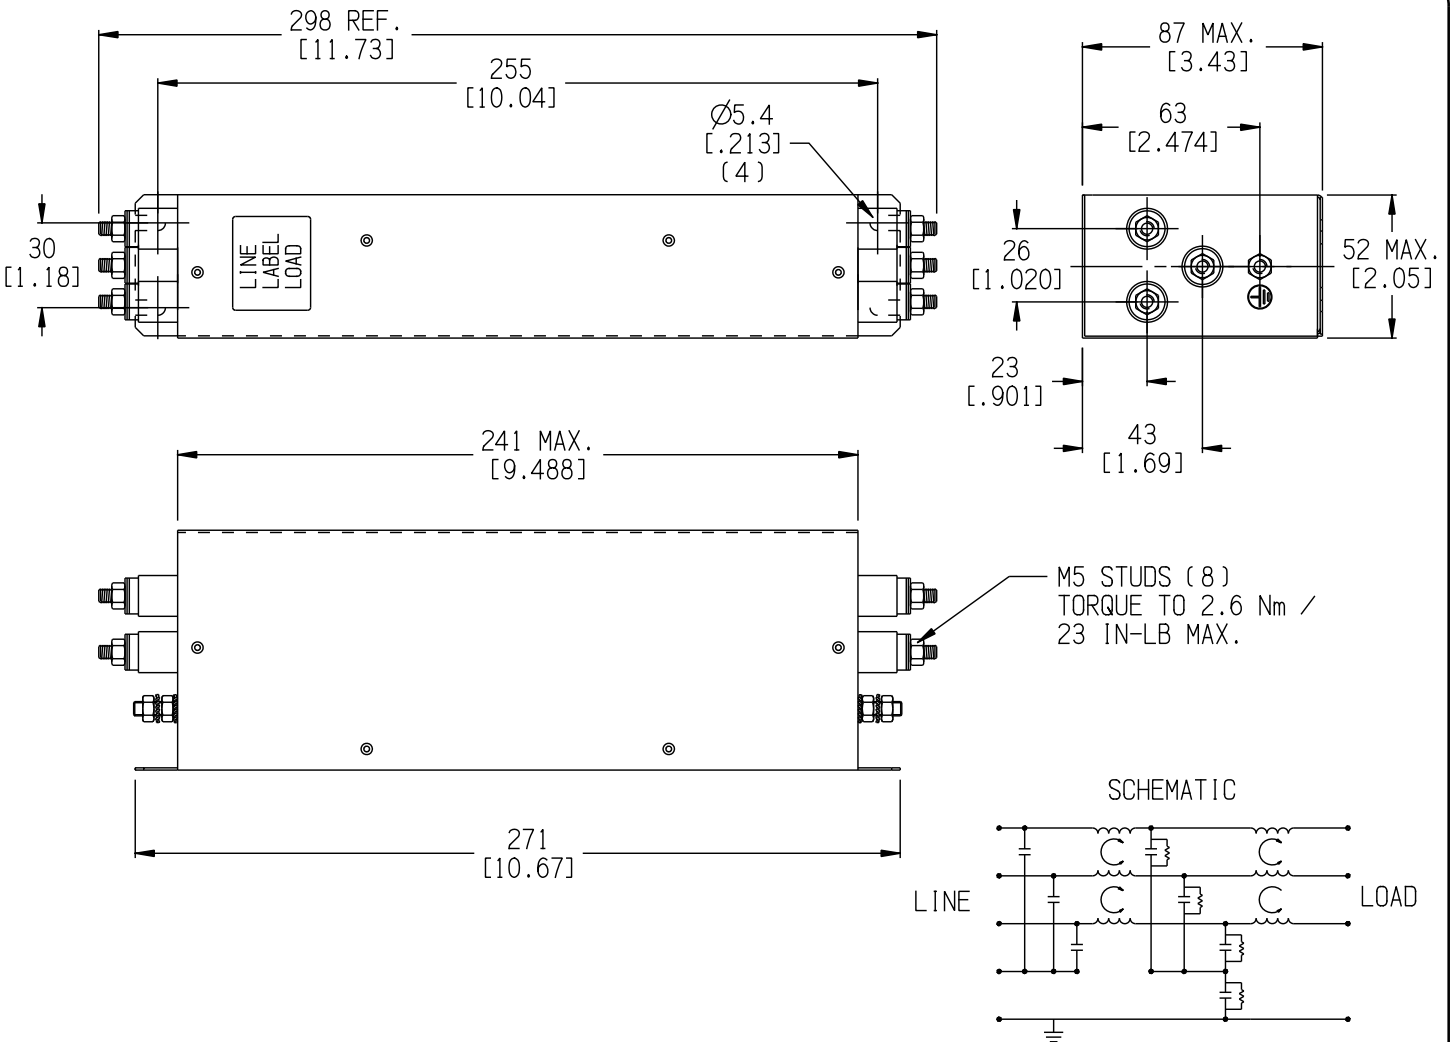 298 REF.
[11.73]
255
[10.04]
Ø5.4
[.213]
(4)
30
[1.18]
LINE
LABEL
LOAD
87 MAX.
[3.43]
63
[2.474]
26
[1.020]
52 MAX.
[2.05]
23
[.901]
43
[1.69]
241 MAX.
[9.488]
M5 STUDS (8)
TORQUE TO 2.6 Nm /
23 IN-LB MAX.
271
[10.67]
SCHEMATIC
LINE
LOAD